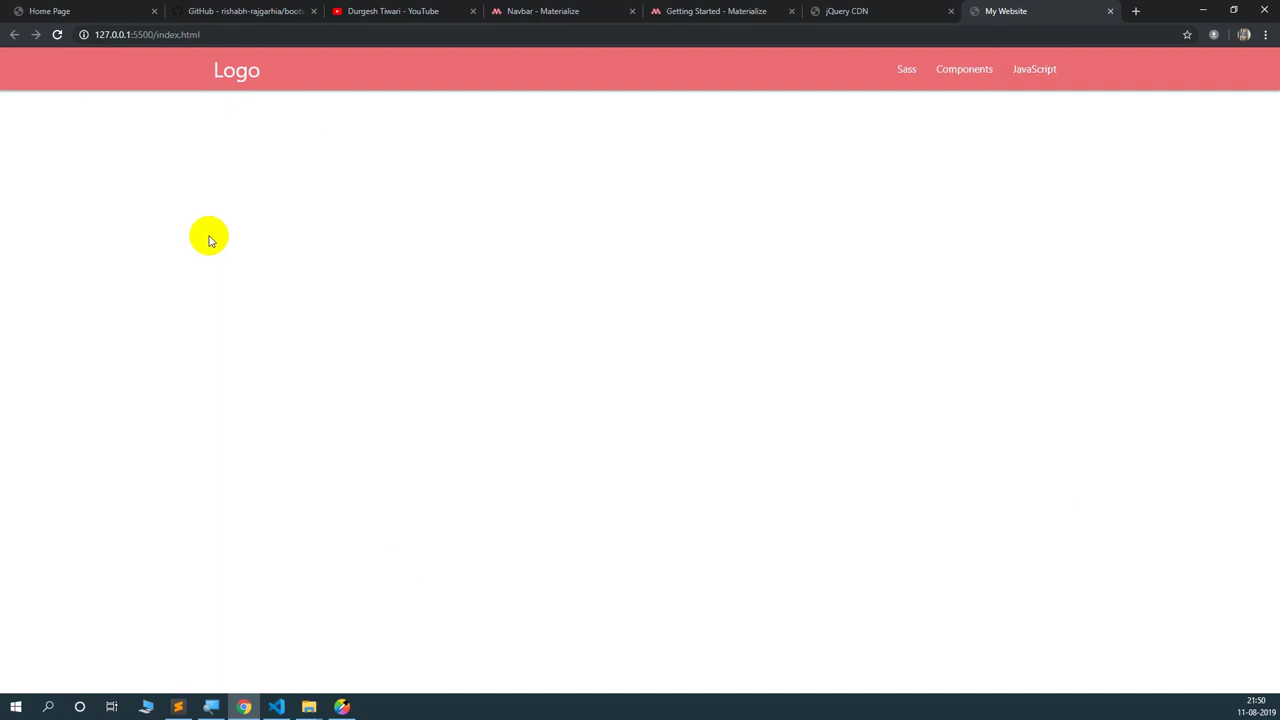 Home Page
GitHub - rishabh-rajgarhia/boots
Durgesh Tiwari - YouTube
Navbar - Materialize
Getting Started - Materialize
jQuery CDN
My Website
127.0.0.1:5500/index.html
Logo
Sass
Components
JavaScript
21:50
11-08-2019